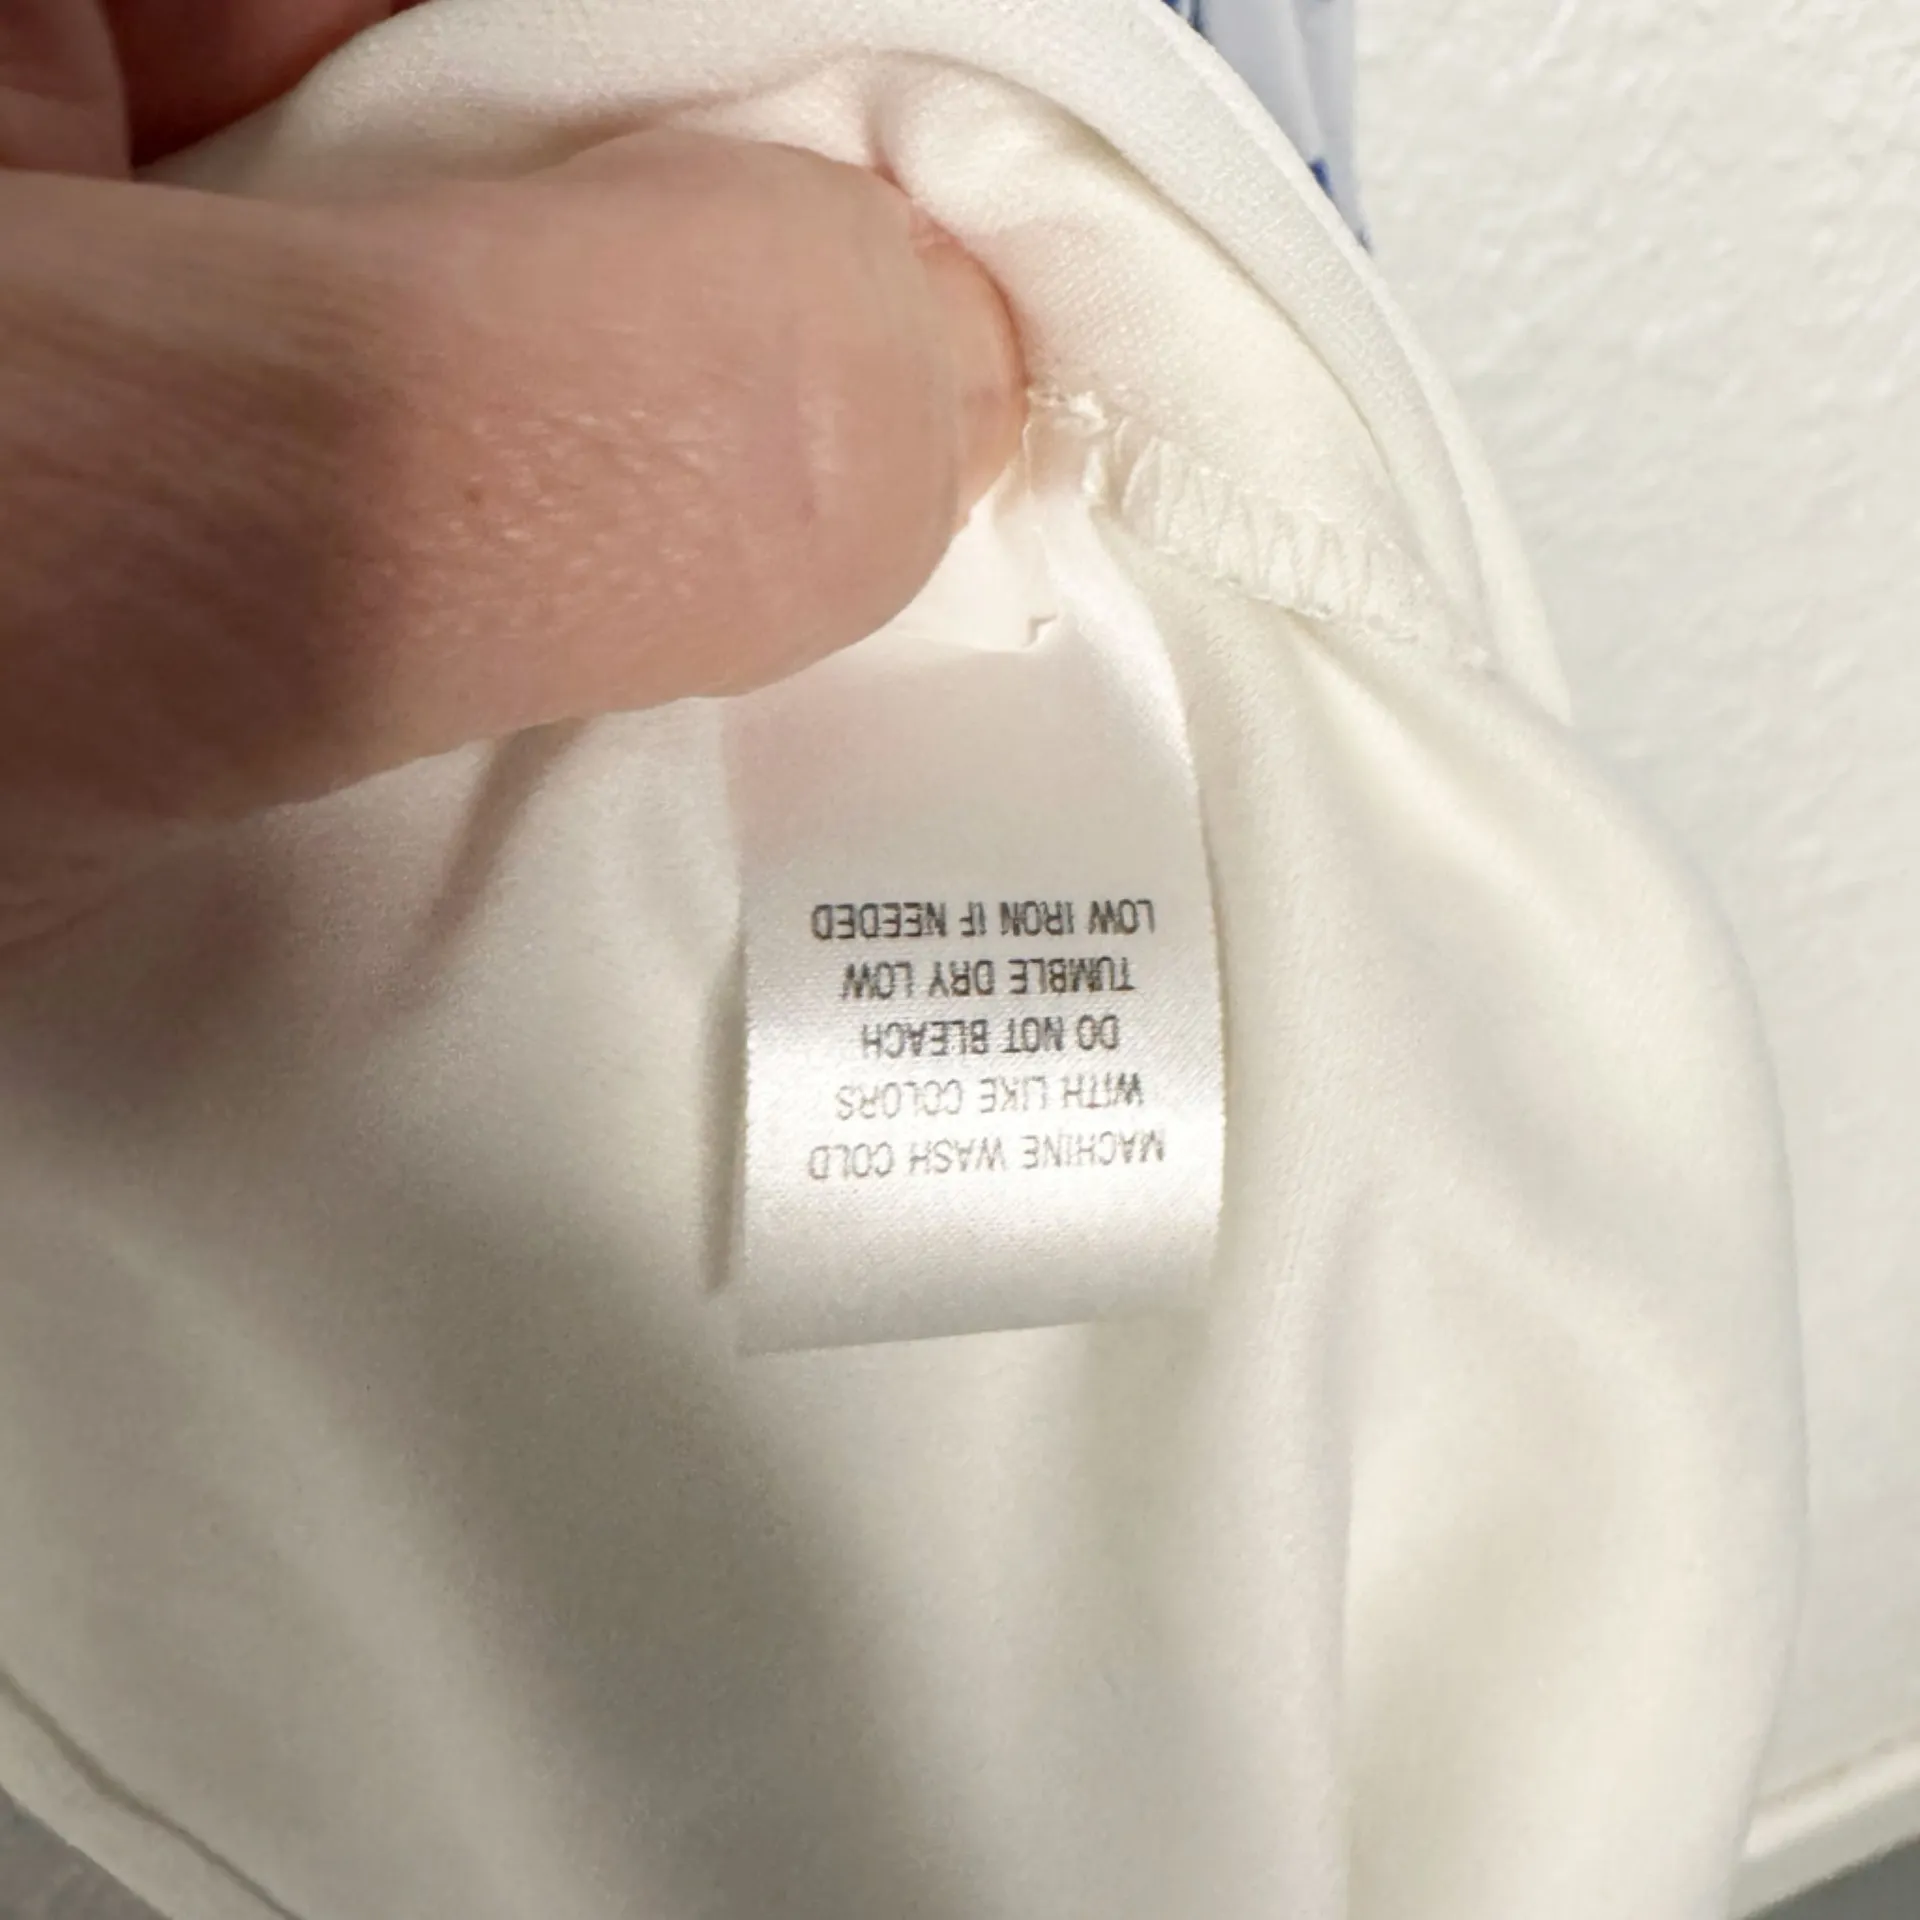 MACHINE WASH COLD
WITH LIKE COLORS
DO NOT BLEACH
TUMBLE DRY LOW
LOW IRON IF NEEDED